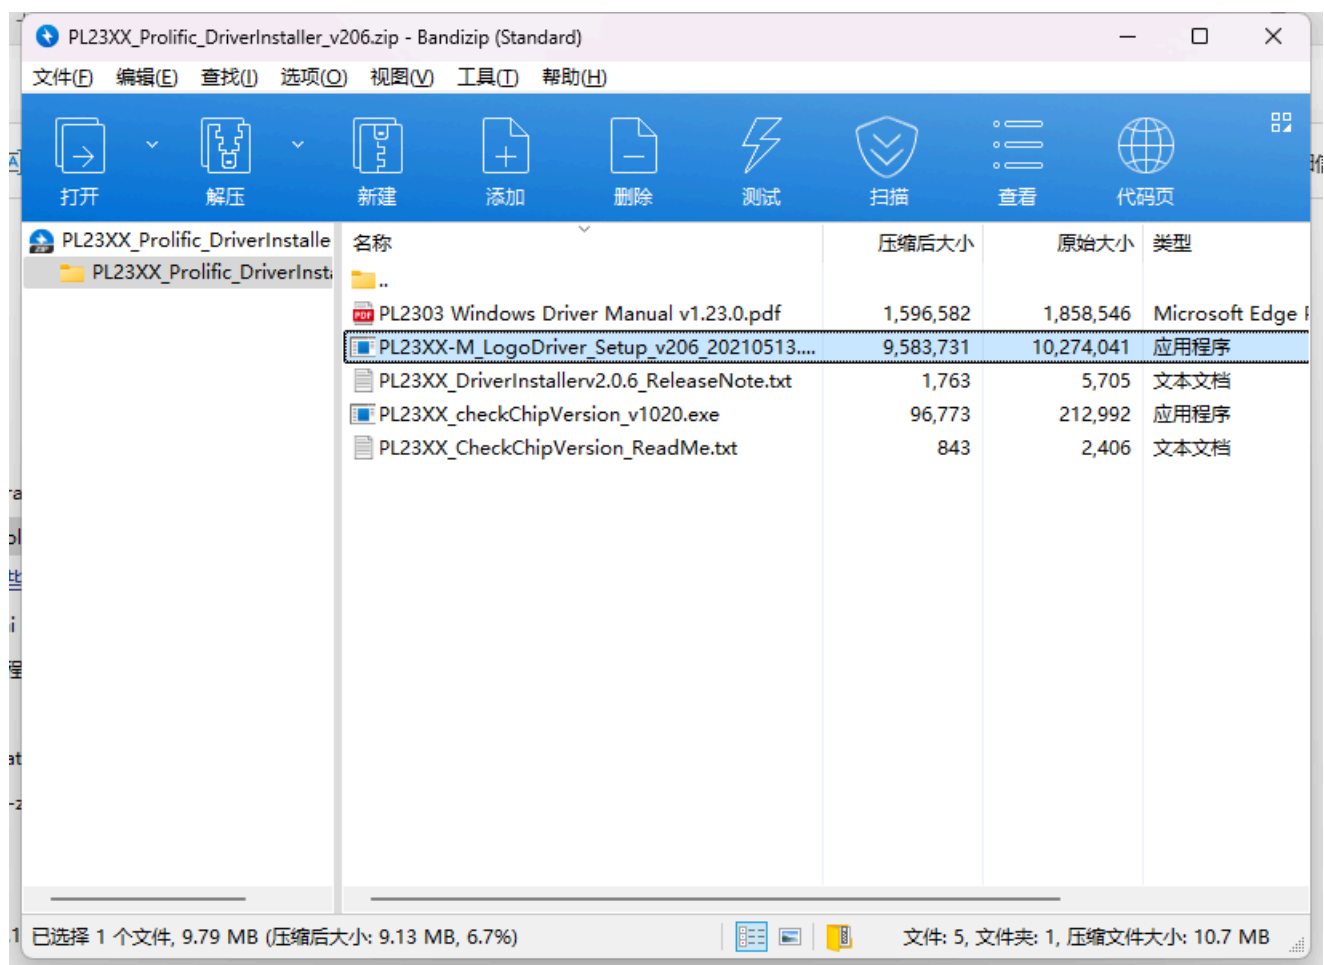 PL23XX_Prolific_DriverInstaller_v206.zip - Bandizip (Standard)
文件(F) 编辑(E) 查找(I) 选项(O) 视图(V) 工具(T) 帮助(H)
打开 解压 新建 添加 删除 测试 扫描 查看 代码页
PL23XX_Prolific_DriverInstalle
PL23XX_Prolific_DriverInsta
名称 压缩后大小 原始大小 类型
..
PL2303 Windows Driver Manual v1.23.0.pdf 1,596,582 1,858,546 Microsoft Edge P
PL23XX-M_LogoDriver_Setup_v206_20210513.... 9,583,731 10,274,041 应用程序
PL23XX_DriverInstallerv2.0.6_ReleaseNote.txt 1,763 5,705 文本文档
PL23XX_checkChipVersion_v1020.exe 96,773 212,992 应用程序
PL23XX_CheckChipVersion_ReadMe.txt 843 2,406 文本文档
已选择 1 个文件, 9.79 MB (压缩后大小: 9.13 MB, 6.7%)
文件: 5, 文件夹: 1, 压缩文件大小: 10.7 MB